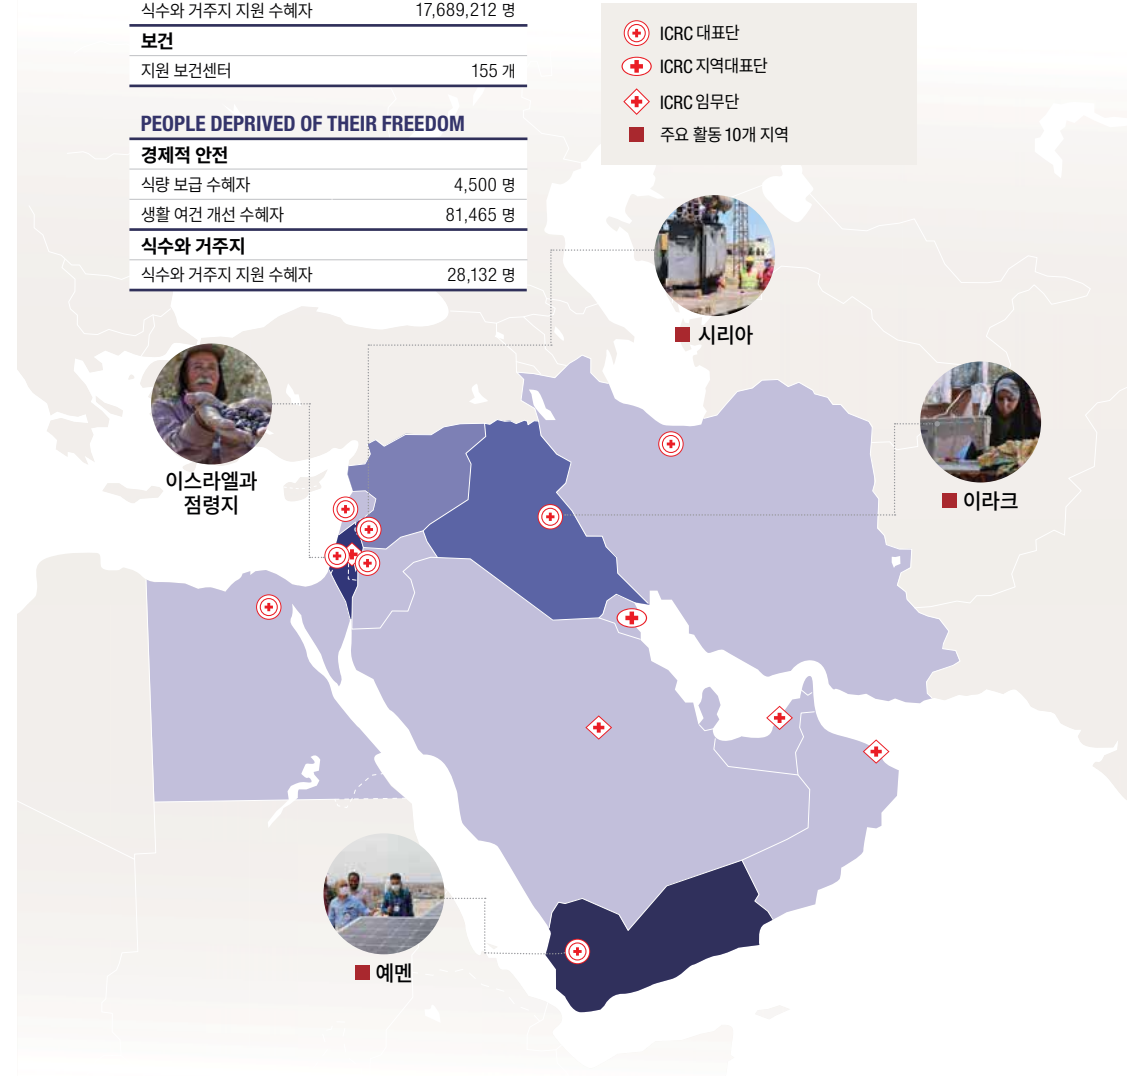 식수와 거주지 지원 수혜자 17,689,212 명
보건
지원 보건센터 155 개
PEOPLE DEPRIVED OF THEIR FREEDOM
경제적 안전
식량 보급 수혜자 4,500 명
생활 여건 개선 수혜자 81,465 명
식수와 거주지
식수와 거주지 지원 수혜자 28,132 명
ICRC 대표단
ICRC 지역대표단
ICRC 임무단
주요 활동 10개 지역
시리아
이스라엘과
점령지
이라크
예멘